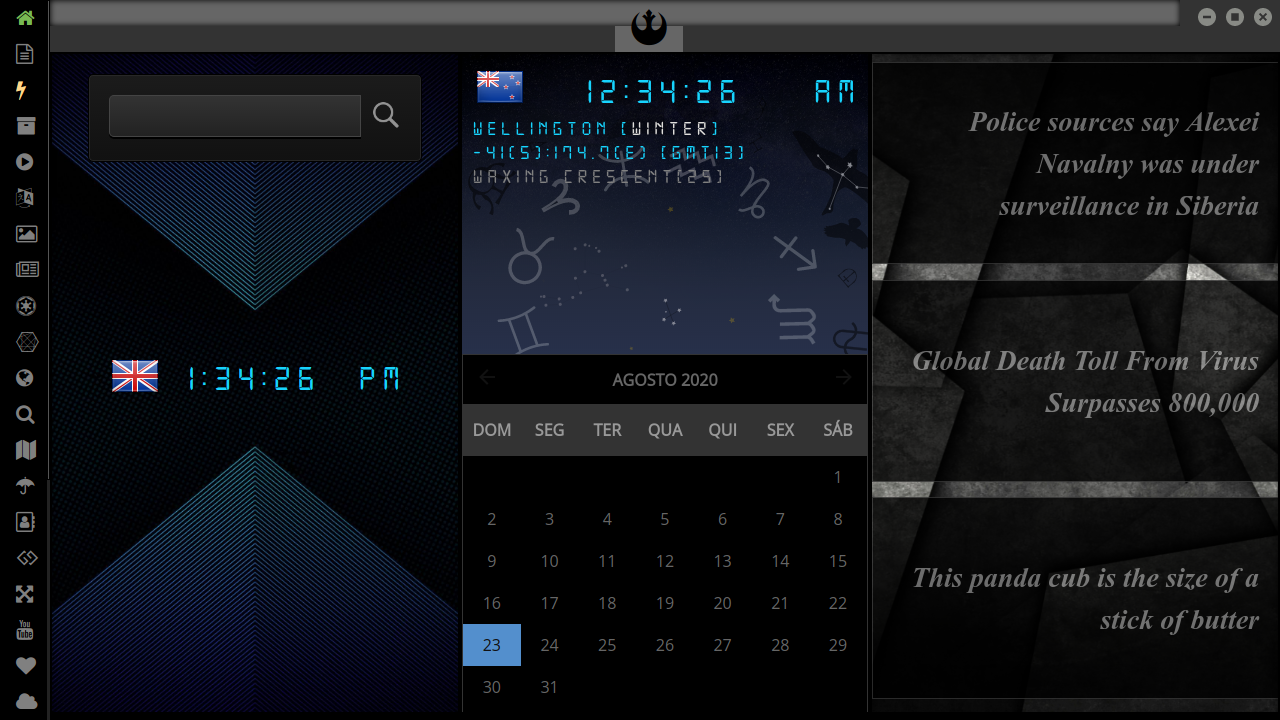 1:34:26 PM
12:34:26 AM
WELLINGTON (WINTER)
-41(S):174.7(E) (GMT13)
WAXING CRESCENT(25)
AGOSTO 2020
DOM SEG TER QUA QUI SEX SÁB
1
2 3 4 5 6 7 8
9 10 11 12 13 14 15
16 17 18 19 20 21 22
23 24 25 26 27 28 29
30 31
Police sources say Alexei
Navalny was under
surveillance in Siberia
Global Death Toll From Virus
Surpasses 800,000
This panda cub is the size of a
stick of butter
You
Tube